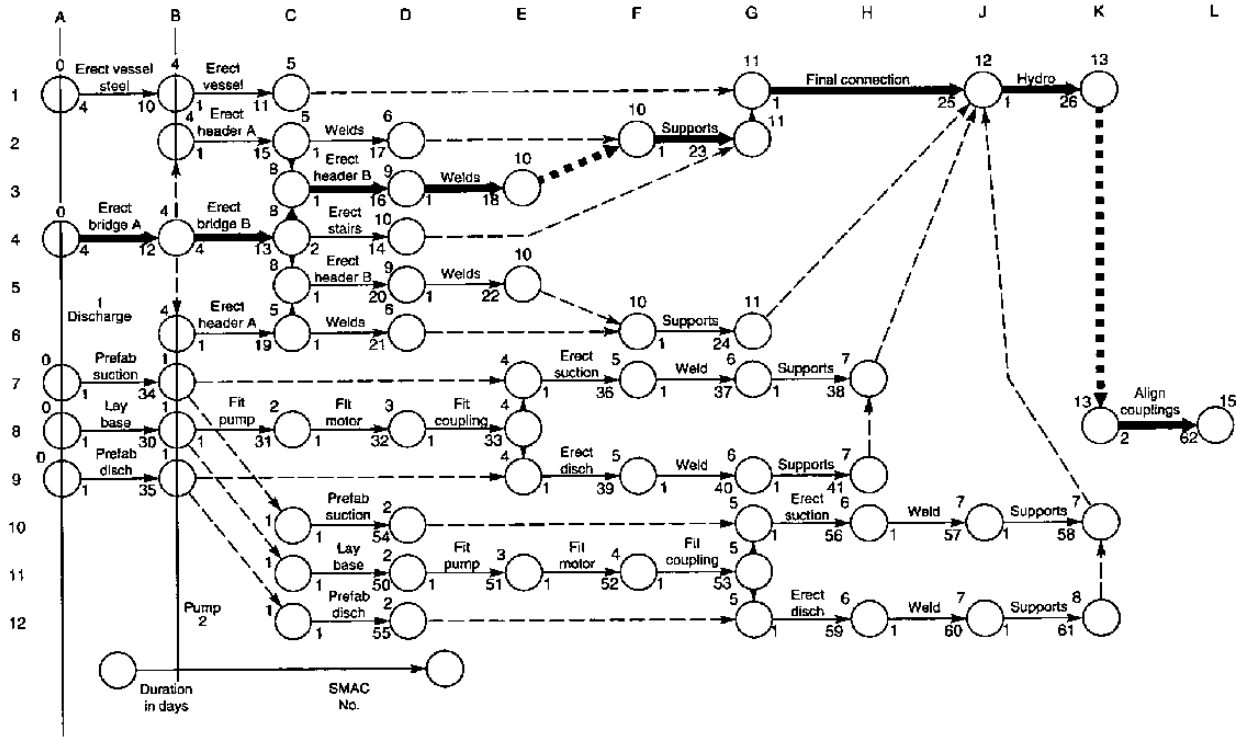 A B C D E F G H J K L
0 4 5 11 12 13
1 Erect vessel steel Erect vessel Final connection Hydro
4 10 1 11 1 25 1 26
4 Erect header A 5 Welds 6 10 Supports 11
2
1 15 1 17 1 23
8 Erect header B 9 Welds 10
3
1 16 1 18
0 Erect bridge A 4 Erect bridge B 8 Erect stairs 10
4
4 12 4 13 2 14
8 Erect header B 9 Welds 10
5
1 20 1 22
1
Discharge
4 Erect header A 5 Welds 6 10 Supports 11
6
1 19 1 21 1 24
0 Prefab suction 1 4 Erect suction 5 Weld 6 Supports 7
7
1 34 1 36 1 37 1 38
0 Lay base 1 Fit pump 2 Fit motor 3 Fit coupling 4 13 Align couplings 15
8
1 30 1 31 1 32 1 33 2 62
0 Prefab disch 1 4 Erect disch 5 Weld 6 Supports 7
9
1 35 1 39 1 40 1 41
1 Prefab suction 2 5 Erect suction 6 Weld 7 Supports 7
10
1 54 1 56 1 57 1 58
1 Lay base 2 Fit pump 3 Fit motor 4 Fil coupling 5
11
1 50 1 51 1 52 1 53
1 Prefab disch 2 5 Erect disch 6 Weld 7 Supports 8
12
1 55 1 59 1 60 1 61
Pump
2
Duration in days
SMAC No.